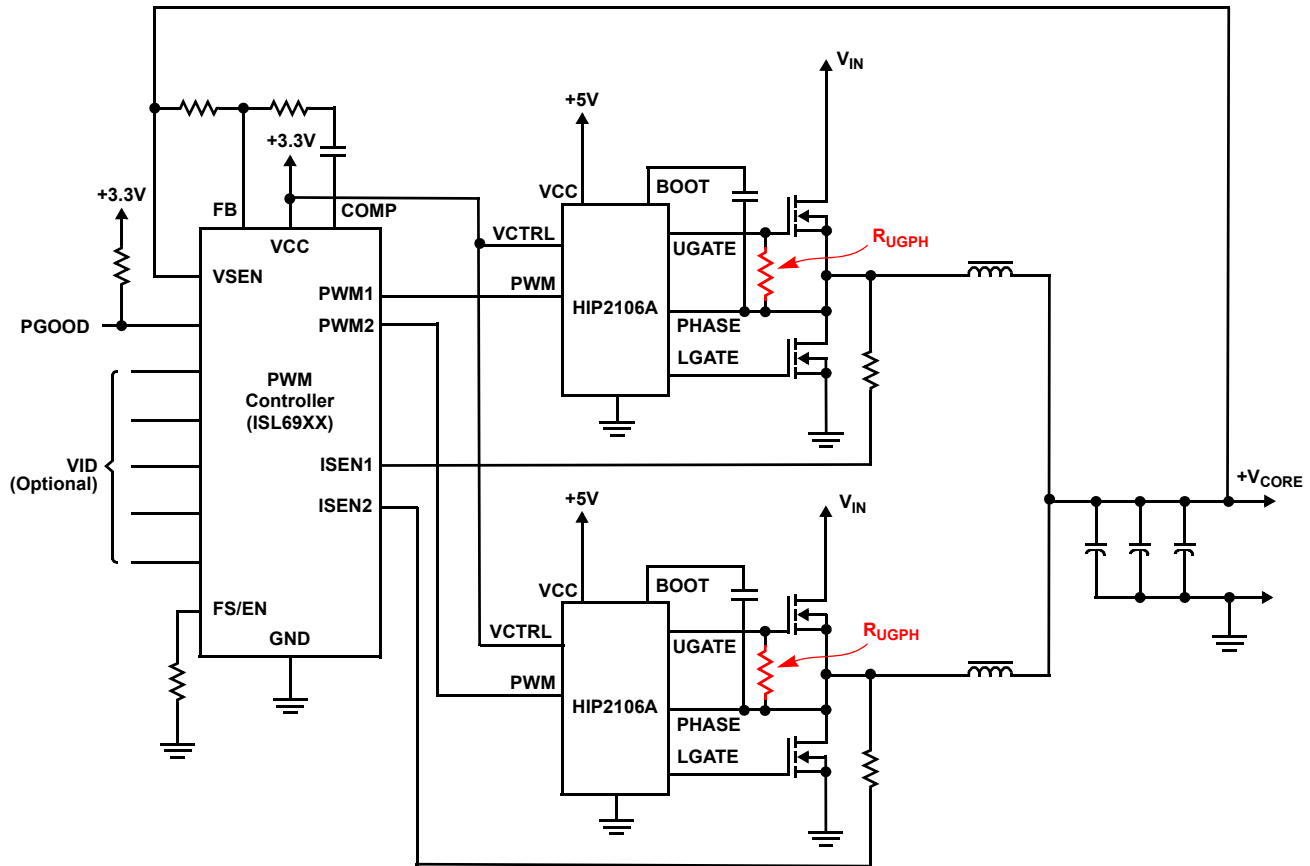 V_IN
+5V
+3.3V
+3.3V
FB
VCC
COMP
VCC
BOOT
VCTRL
UGATE
R_UGPH
VSEN
PWM
PWM1
HIP2106A
PHASE
PGOOD
PWM2
LGATE
PWM
Controller
(ISL69XX)
VID
(Optional)
ISEN1
ISEN2
+V_CORE
+5V
V_IN
VCC
BOOT
FS/EN
GND
VCTRL
UGATE
R_UGPH
PWM
HIP2106A
PHASE
LGATE